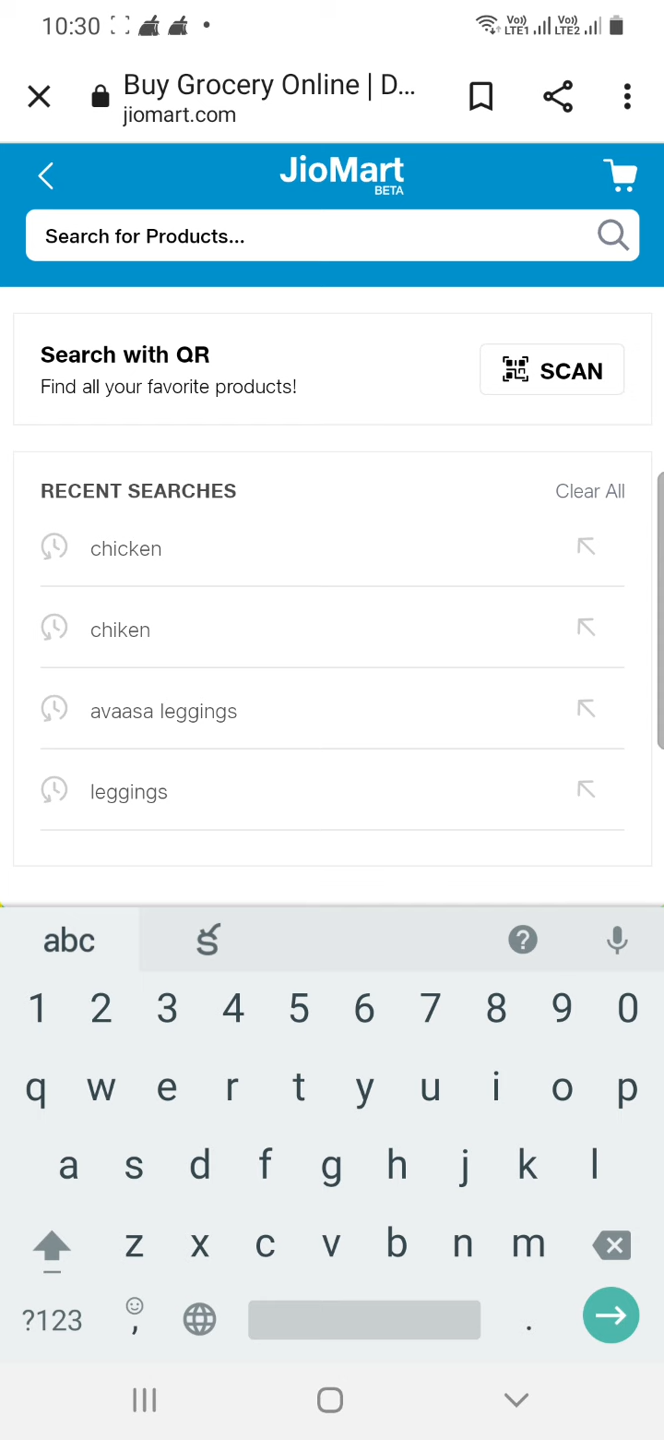 10:30
Vo)) LTE1 Vo)) LTE2
Buy Grocery Online | D...
jiomart.com
JioMart
BETA
Search for Products...
Search with QR
Find all your favorite products!
SCAN
RECENT SEARCHES
Clear All
chicken
chiken
avaasa leggings
leggings
abc
1 2 3 4 5 6 7 8 9 0
q w e r t y u i o p
a s d f g h j k l
z x c v b n m
?123 , .